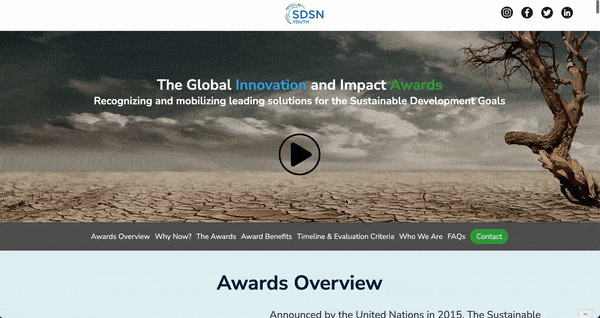 SDSN
YOUTH
The Global Innovation and Impact Awards
Recognizing and mobilizing leading solutions for the Sustainable Development Goals
Awards Overview Why Now? The Awards Award Benefits Timeline & Evaluation Criteria Who We Are FAQs Contact
Awards Overview
Announced by the United Nations in 2015, The Sustainable